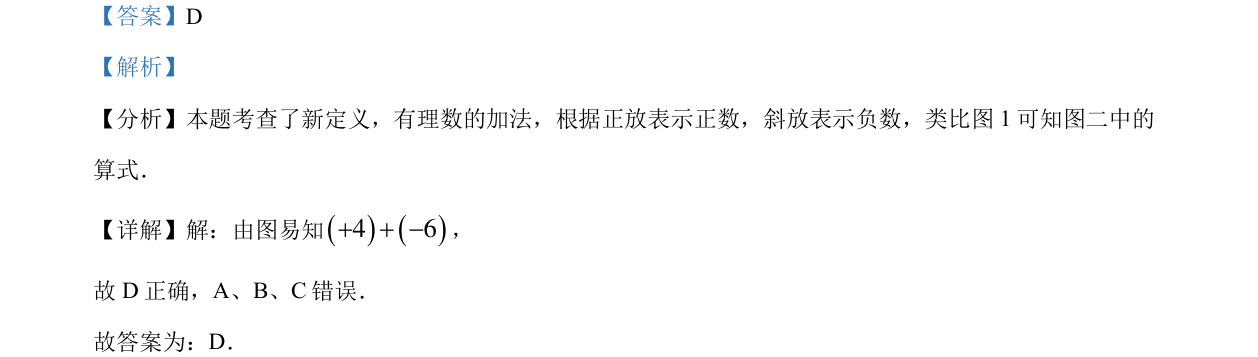 【答案】D
【解析】
【分析】本题考查了新定义，有理数的加法，根据正放表示正数，斜放表示负数，类比图 1 可知图二中的
算式．
【详解】解：由图易知(+4)+(−6)，
故 D 正确，A、B、C 错误．
故答案为：D．